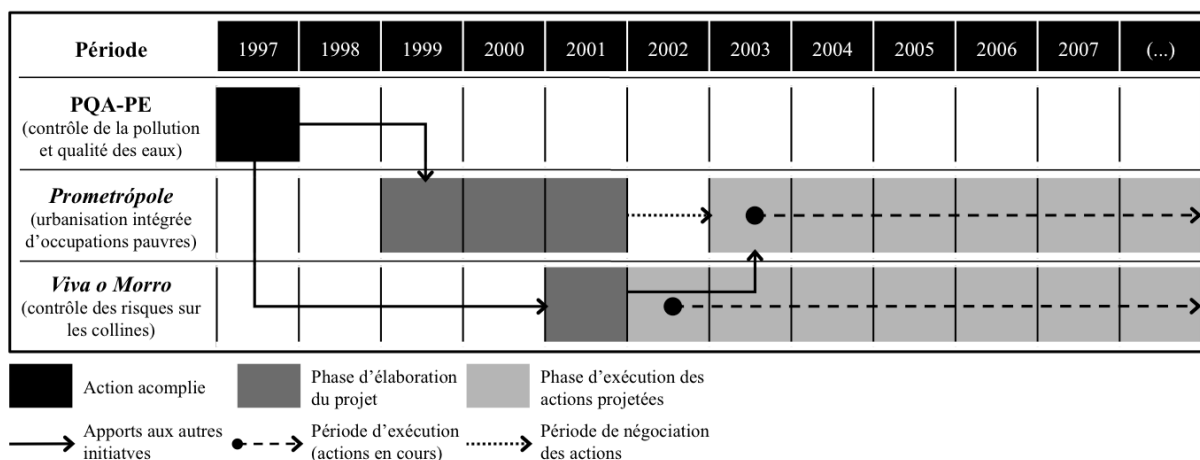 Période 1997 1998 1999 2000 2001 2002 2003 2004 2005 2006 2007 (...)
PQA-PE
(contrôle de la pollution
et qualité des eaux)
Prometrópole
(urbanisation intégrée
d’occupations pauvres)
Viva o Morro
(contrôle des risques sur
les collines)
Action acomplie
Phase d’élaboration
du projet
Phase d’exécution des
actions projetées
Apports aux autres
initiatves
Période d’exécution
(actions en cours)
Période de négociation
des actions